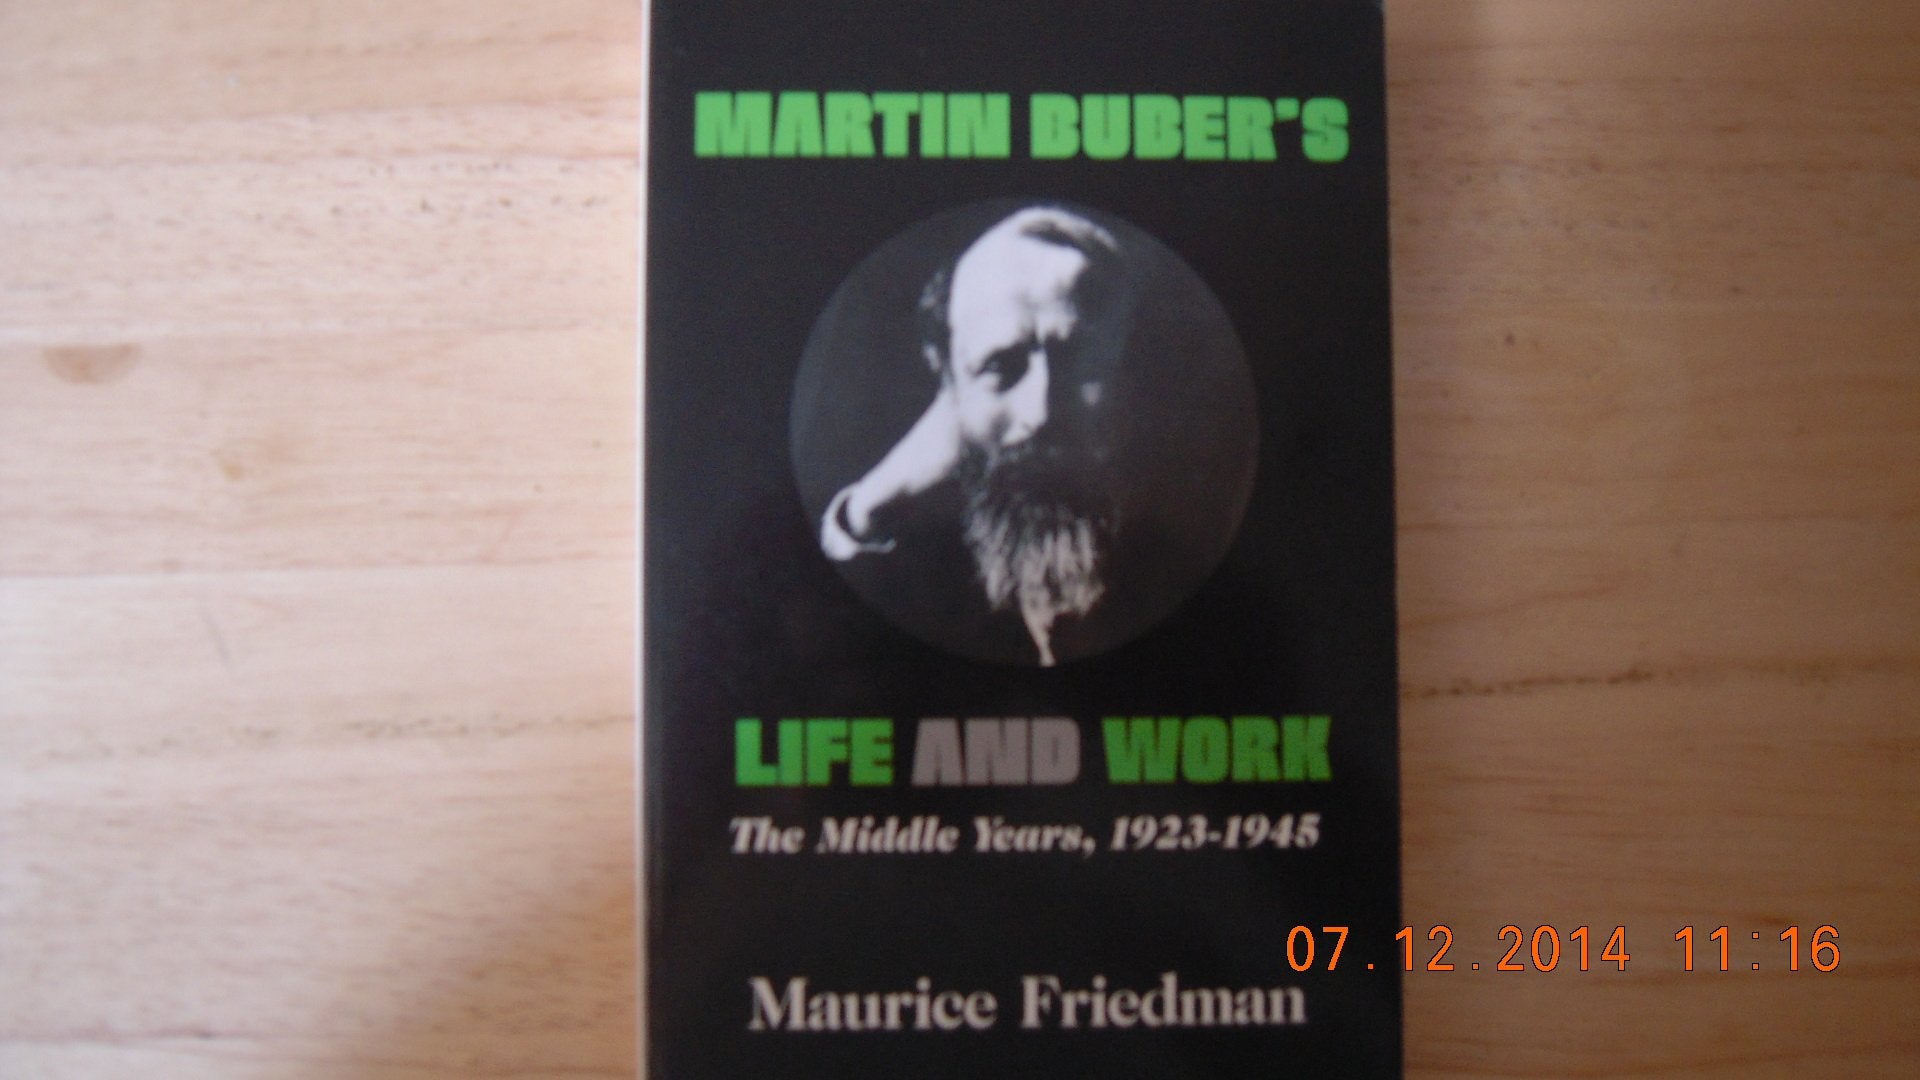 MARTIN BUBER'S
LIFE AND WORK
The Middle Years, 1923-1945
Maurice Friedman
07.12.2014 11:16